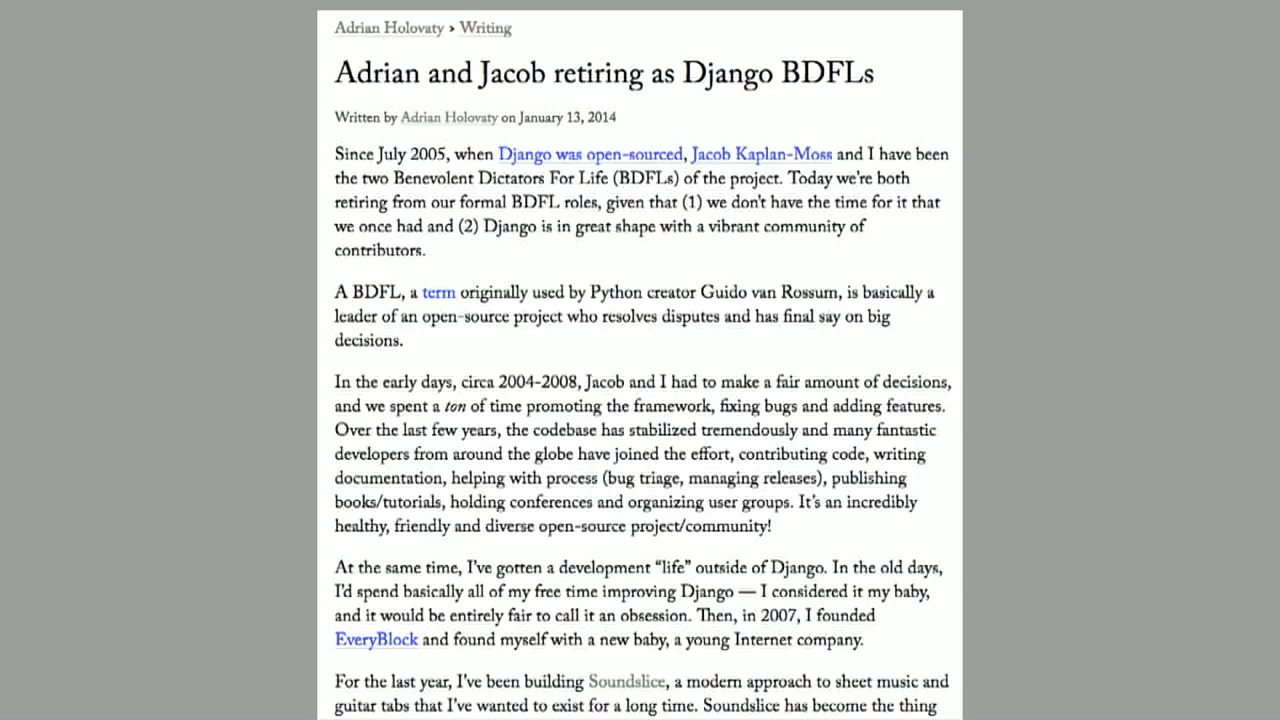 Adrian Holovaty > Writing
Adrian and Jacob retiring as Django BDFLs
Written by Adrian Holovaty on January 13, 2014
Since July 2005, when Django was open-sourced, Jacob Kaplan-Moss and I have been
the two Benevolent Dictators For Life (BDFLs) of the project. Today we're both
retiring from our formal BDFL roles, given that (1) we don't have the time for it that
we once had and (2) Django is in great shape with a vibrant community of
contributors.
A BDFL, a term originally used by Python creator Guido van Rossum, is basically a
leader of an open-source project who resolves disputes and has final say on big
decisions.
In the early days, circa 2004-2008, Jacob and I had to make a fair amount of decisions,
and we spent a ton of time promoting the framework, fixing bugs and adding features.
Over the last few years, the codebase has stabilized tremendously and many fantastic
developers from around the globe have joined the effort, contributing code, writing
documentation, helping with process (bug triage, managing releases), publishing
books/tutorials, holding conferences and organizing user groups. It's an incredibly
healthy, friendly and diverse open-source project/community!
At the same time, I've gotten a development “life” outside of Django. In the old days,
I'd spend basically all of my free time improving Django — I considered it my baby,
and it would be entirely fair to call it an obsession. Then, in 2007, I founded
EveryBlock and found myself with a new baby, a young Internet company.
For the last year, I've been building Soundslice, a modern approach to sheet music and
guitar tabs that I've wanted to exist for a long time. Soundslice has become the thing